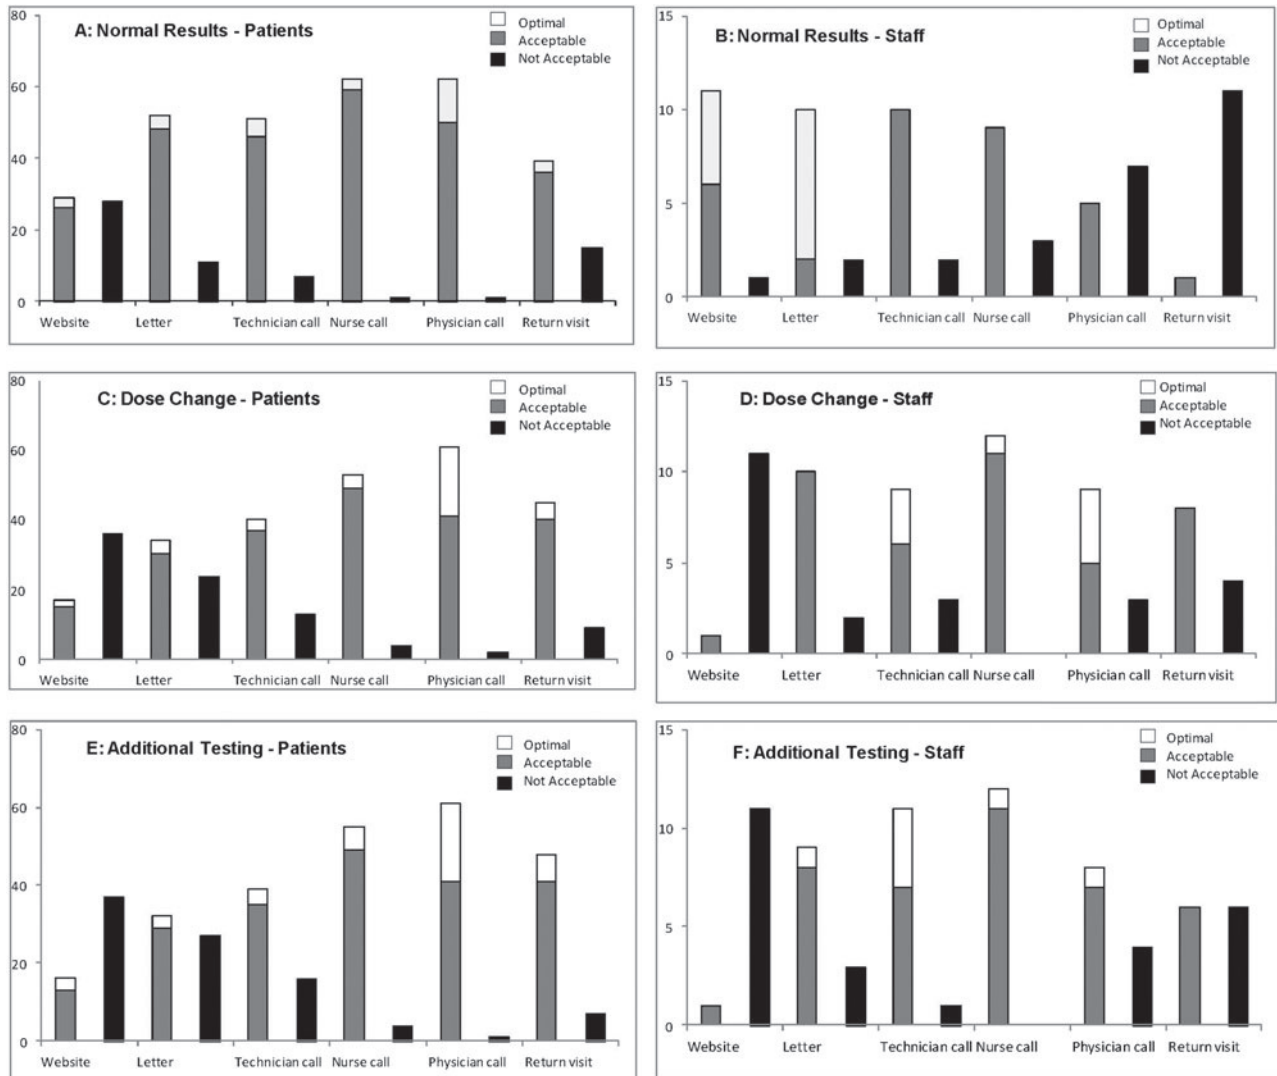 A: Normal Results - Patients
Optimal
Acceptable
Not Acceptable
80
60
40
20
0
Website Letter Technician call Nurse call Physician call Return visit
B: Normal Results - Staff
Optimal
Acceptable
Not Acceptable
15
10
5
0
Website Letter Technician call Nurse call Physician call Return visit
C: Dose Change - Patients
Optimal
Acceptable
Not Acceptable
80
60
40
20
0
Website Letter Technician call Nurse call Physician call Return visit
D: Dose Change - Staff
Optimal
Acceptable
Not Acceptable
15
10
5
0
Website Letter Technician call Nurse call Physician call Return visit
E: Additional Testing - Patients
Optimal
Acceptable
Not Acceptable
80
60
40
20
0
Website Letter Technician call Nurse call Physician call Return visit
F: Additional Testing - Staff
Optimal
Acceptable
Not Acceptable
15
10
5
0
Website Letter Technician call Nurse call Physician call Return visit